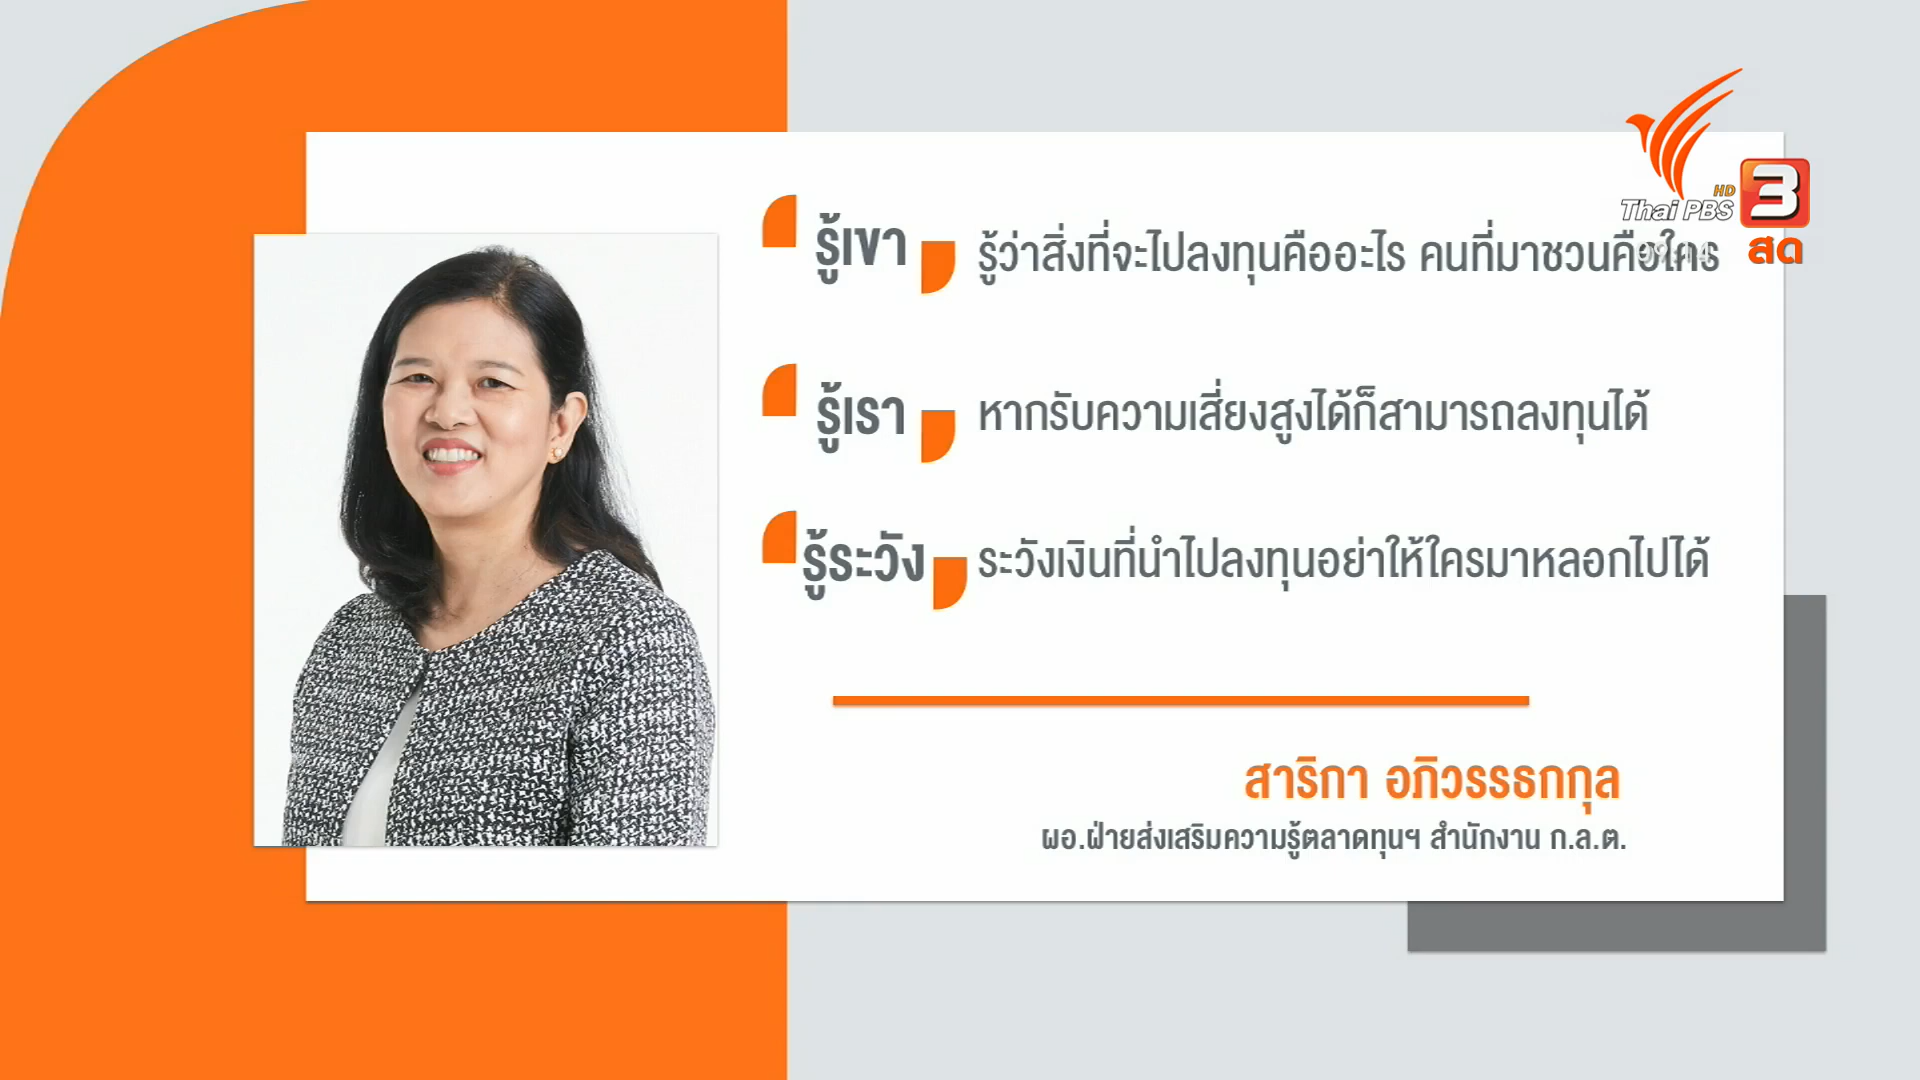 Thai PBS HD 3
สด
รู้เขา รู้ว่าสิ่งที่จะไปลงทุนคืออะไร คนที่มาชวนคือใคร
รู้เรา หากรับความเสี่ยงสูงได้ก็สามารถลงทุนได้
รู้ระวัง ระวังเงินที่นำไปลงทุนอย่าให้ใครมาหลอกไปได้
สาริกา อภิวรรธกกุล
ผอ.ฝ่ายส่งเสริมความรู้ตลาดทุนฯ สำนักงาน ก.ล.ต.